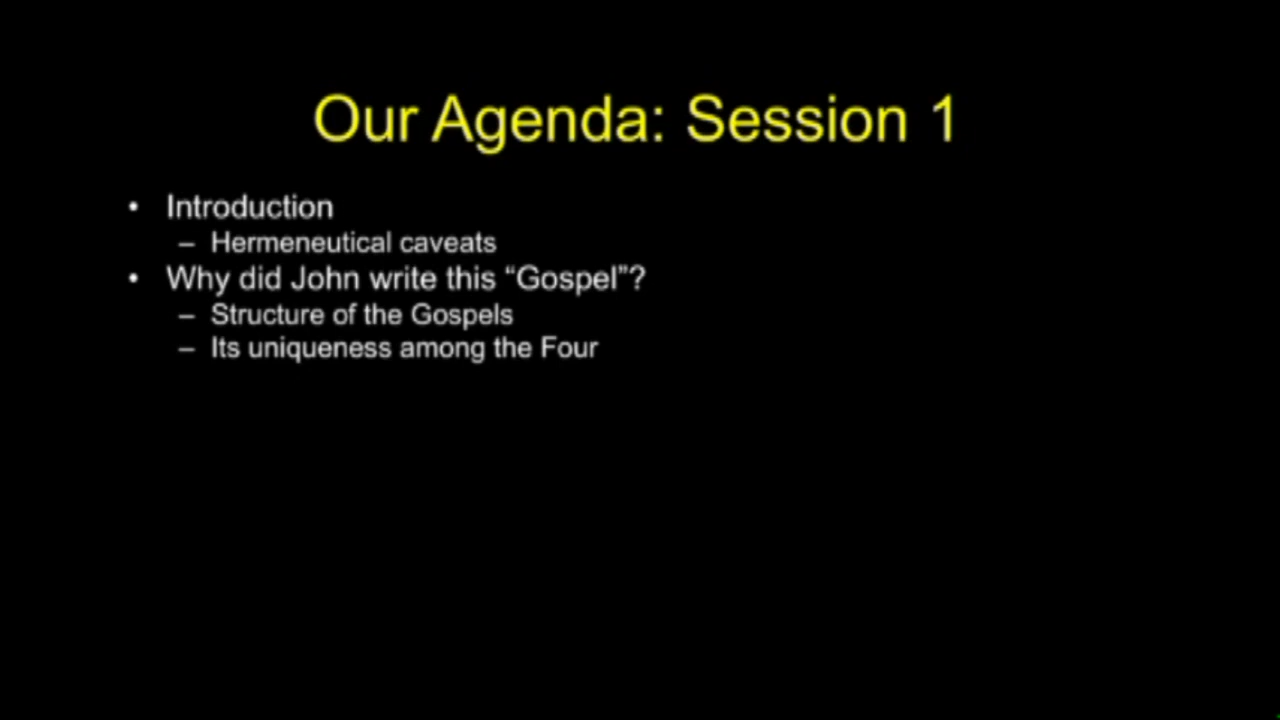 Our Agenda: Session 1
• Introduction
– Hermeneutical caveats
• Why did John write this “Gospel”?
– Structure of the Gospels
– Its uniqueness among the Four